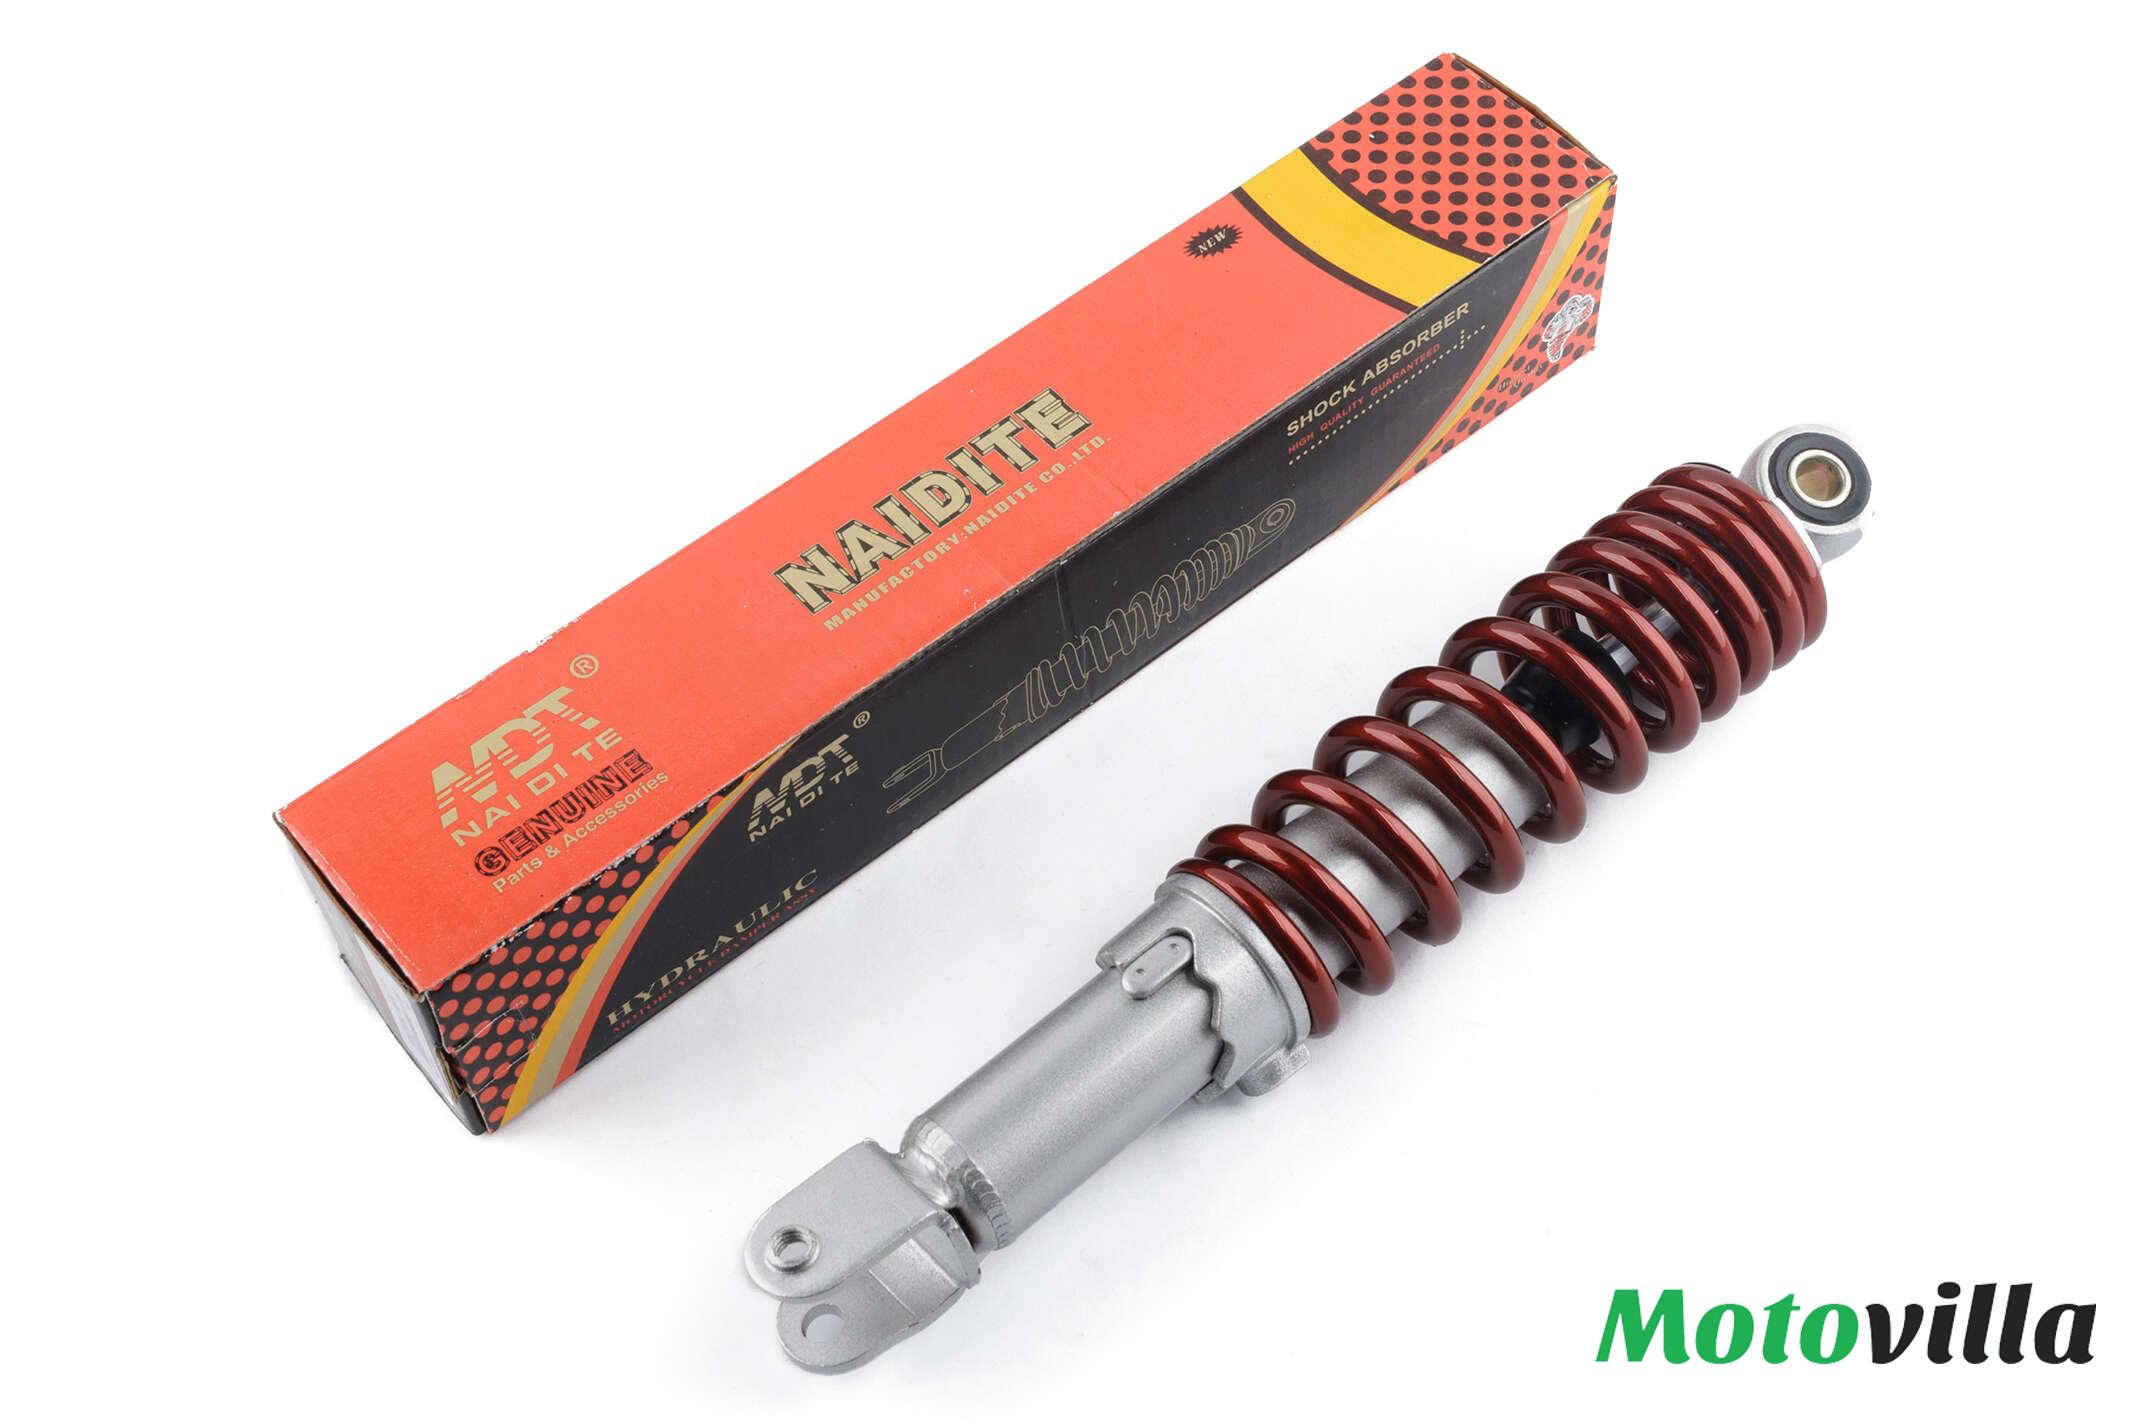 NEW
NAIDITE
MANUFACTORY:NAIDITE CO.,LTD.
NDT®
NAI DI TE
GENUINE
Parts & Accessories
SHOCK ABSORBER
HIGH QUALITY GUARANTEED
NDT®
NAI DI TE
HYDRAULIC
MOTORCYCLE DAMPER ASSY
Motovilla